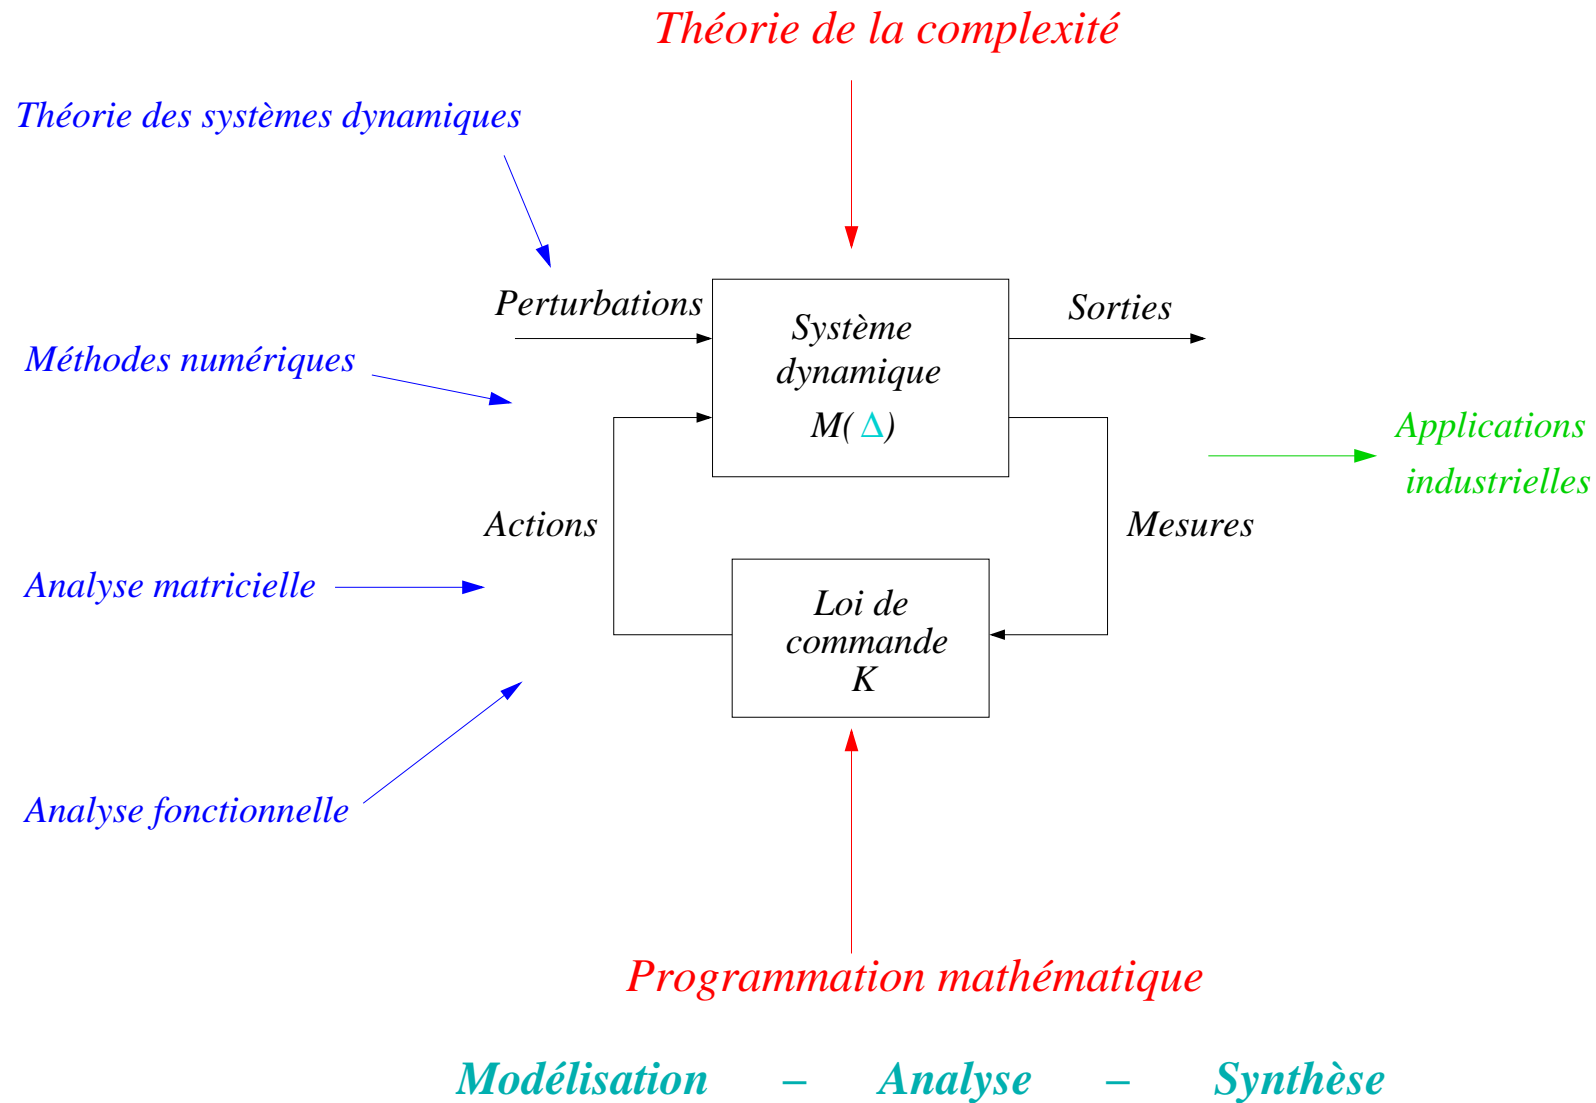 Théorie de la complexité
Théorie des systèmes dynamiques
Perturbations
Sorties
Système
dynamique
M( Δ)
Méthodes numériques
Applications
industrielles
Actions
Mesures
Analyse matricielle
Loi de
commande
K
Analyse fonctionnelle
Programmation mathématique
Modélisation – Analyse – Synthèse